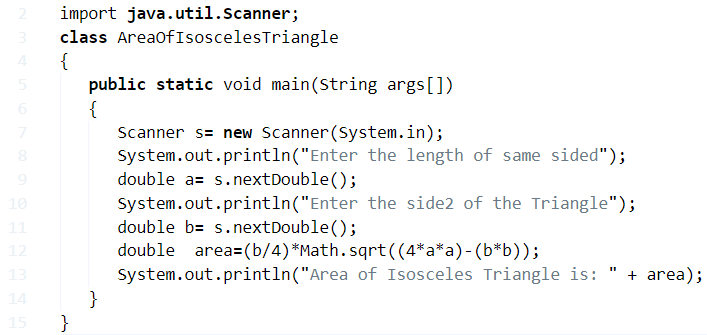 2 import java.util.Scanner;
3 class AreaOfIsoscelesTriangle
4 {
5 public static void main(String args[])
6 {
7 Scanner s= new Scanner(System.in);
8 System.out.println("Enter the length of same sided");
9 double a= s.nextDouble();
10 System.out.println("Enter the side2 of the Triangle");
11 double b= s.nextDouble();
12 double  area=(b/4)*Math.sqrt((4*a*a)-(b*b));
13 System.out.println("Area of Isosceles Triangle is: " + area);
14 }
15 }